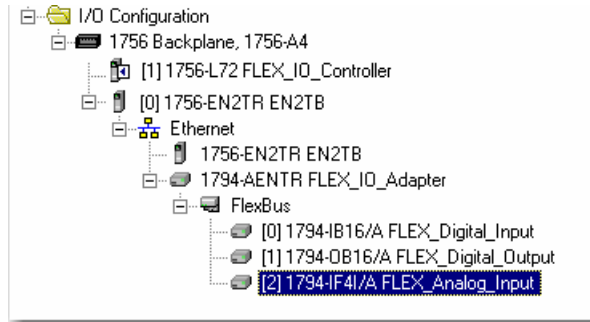 I/O Configuration
1756 Backplane, 1756-A4
[1] 1756-L72 FLEX_IO_Controller
[0] 1756-EN2TR EN2TB
Ethernet
1756-EN2TR EN2TB
1794-AENTR FLEX_IO_Adapter
FlexBus
[0] 1794-IB16/A FLEX_Digital_Input
[1] 1794-OB16/A FLEX_Digital_Output
[2] 1794-IF4I/A FLEX_Analog_Input